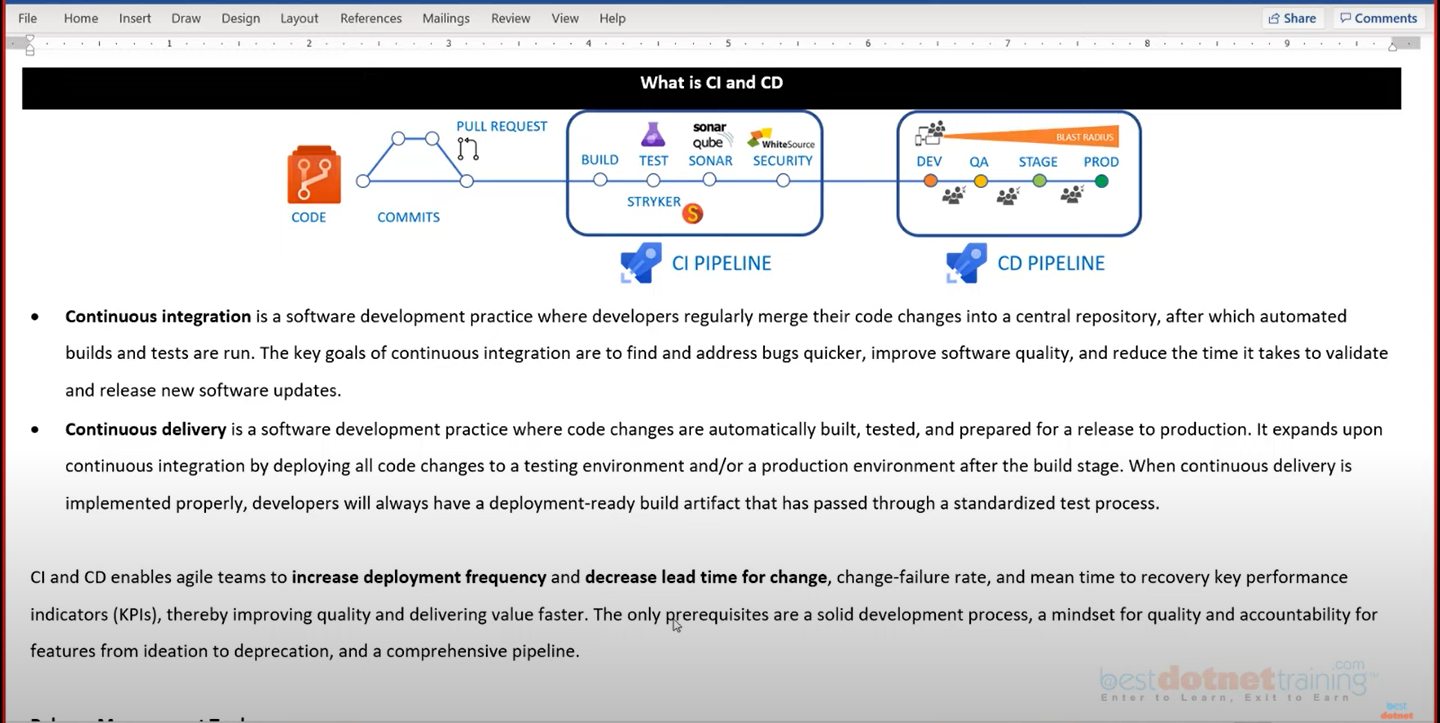 File Home Insert Draw Design Layout References Mailings Review View Help Share Comments
1 2 3 4 5 6 7 8 9
What is CI and CD
PULL REQUEST
sonar
qube
WhiteSource
BLAST RADIUS
BUILD TEST SONAR SECURITY
DEV QA STAGE PROD
STRYKER
S
CODE COMMITS
CI PIPELINE CD PIPELINE
• Continuous integration is a software development practice where developers regularly merge their code changes into a central repository, after which automated
builds and tests are run. The key goals of continuous integration are to find and address bugs quicker, improve software quality, and reduce the time it takes to validate
and release new software updates.
• Continuous delivery is a software development practice where code changes are automatically built, tested, and prepared for a release to production. It expands upon
continuous integration by deploying all code changes to a testing environment and/or a production environment after the build stage. When continuous delivery is
implemented properly, developers will always have a deployment-ready build artifact that has passed through a standardized test process.
CI and CD enables agile teams to increase deployment frequency and decrease lead time for change, change-failure rate, and mean time to recovery key performance
indicators (KPIs), thereby improving quality and delivering value faster. The only prerequisites are a solid development process, a mindset for quality and accountability for
features from ideation to deprecation, and a comprehensive pipeline.
bestdotnettraining.com
Enter to Learn, Exit to Earn
best
dotnet